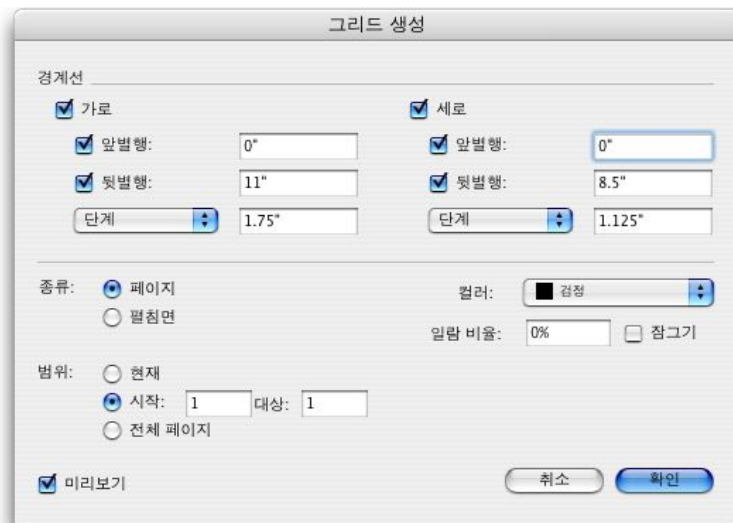 그리드 생성
경계선
가로 세로
앞별행: 0" 앞별행: 0"
뒷별행: 11" 뒷별행: 8.5"
단계 1.75" 단계 1.125"
종류: 페이지 컬러: 검정
펼침면 일람 비율: 0% 잠그기
범위: 현재
시작: 1 대상: 1
전체 페이지
미리보기 취소 확인